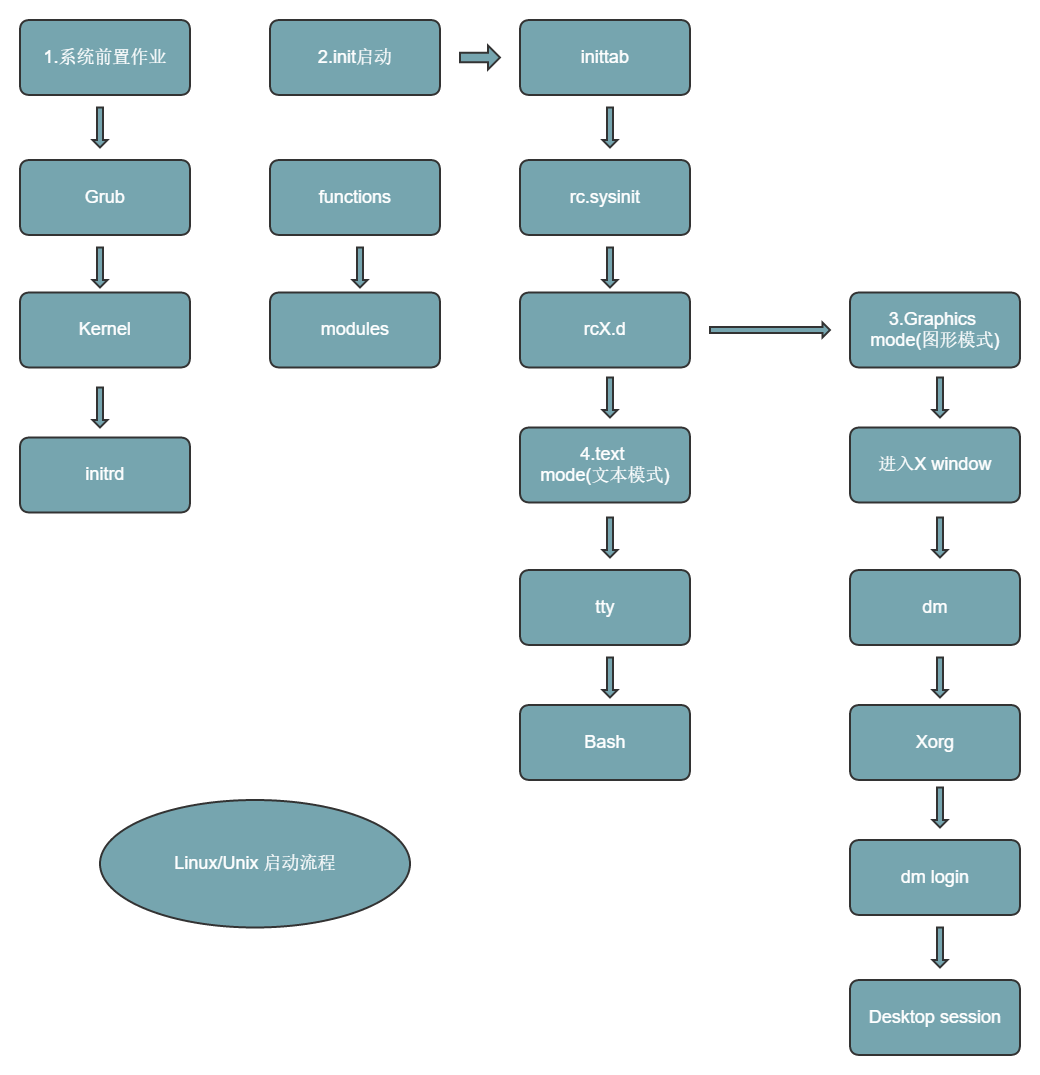 1.系统前置作业
Grub
Kernel
initrd
2.init启动
inittab
functions
modules
rc.sysinit
rcX.d
4.text
mode(文本模式)
tty
Bash
3.Graphics
mode(图形模式)
进入X window
dm
Xorg
dm login
Desktop session
Linux/Unix 启动流程